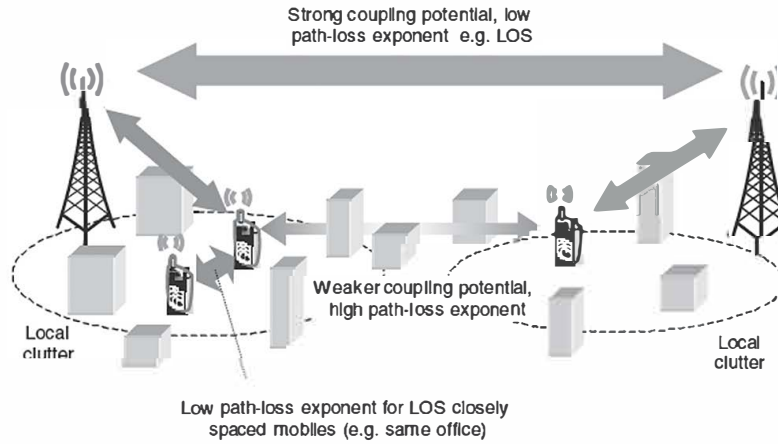 Strong coupling potential, low
path-loss exponent e.g. LOS
Weaker coupling potential,
high path-loss exponent
Local
clutter
Local
clutter
Low path-loss exponent for LOS closely
spaced mobiles (e.g. same office)